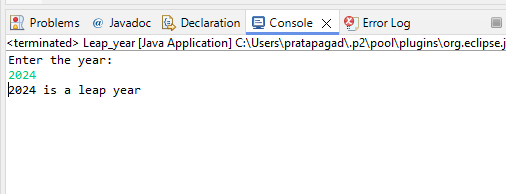 Problems @ Javadoc Declaration Console Error Log
<terminated> Leap_year [Java Application] C:\Users\pratapagad\.p2\pool\plugins\org.eclipse.j
Enter the year:
2024
2024 is a leap year